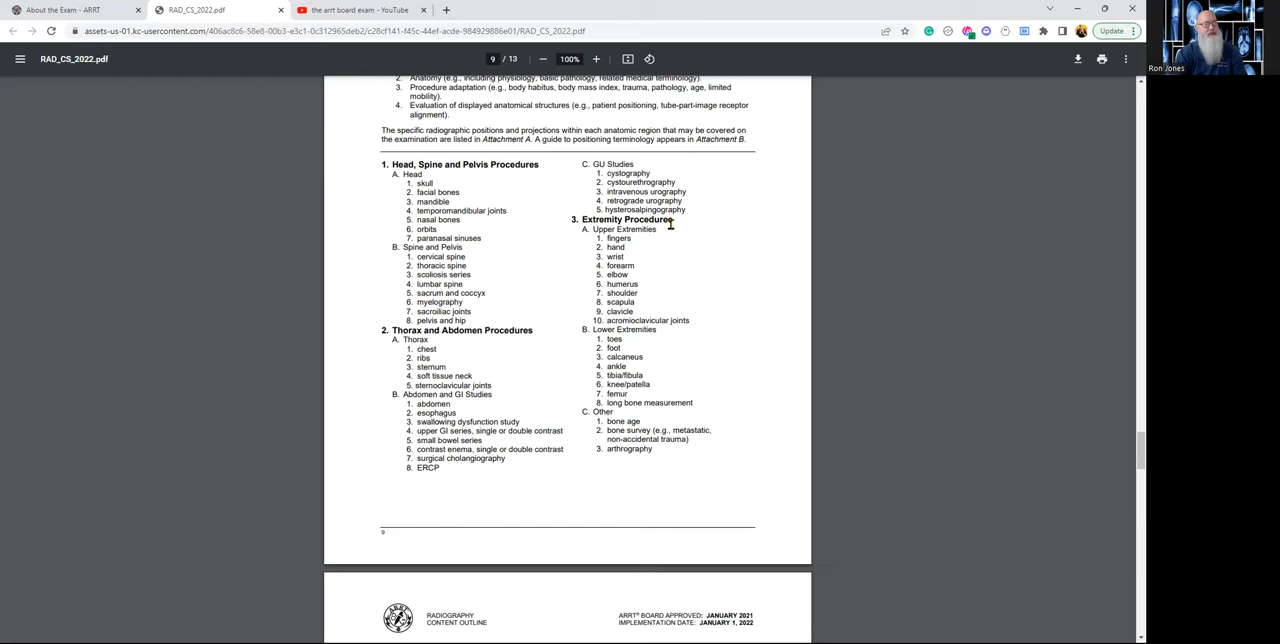 About the Exam - ARRT
RAD_CS_2022.pdf
the arrt board exam - YouTube
assets-us-01.kc-usercontent.com/406ac8c6-58e8-00b3-e3c1-0c312965deb2/c28cf141-f45c-44ef-acde-984929886e01/RAD_CS_2022.pdf
Update
Ron Jones
RAD_CS_2022.pdf
9 / 13
100%
2. Anatomy (e.g., including physiology, basic pathology, related medical terminology).
3. Procedure adaptation (e.g., body habitus, body mass index, trauma, pathology, age, limited
mobility).
4. Evaluation of displayed anatomical structures (e.g., patient positioning, tube-part-image receptor
alignment).
The specific radiographic positions and projections within each anatomic region that may be covered on
the examination are listed in Attachment A. A guide to positioning terminology appears in Attachment B.
1. Head, Spine and Pelvis Procedures
A. Head
1. skull
2. facial bones
3. mandible
4. temporomandibular joints
5. nasal bones
6. orbits
7. paranasal sinuses
B. Spine and Pelvis
1. cervical spine
2. thoracic spine
3. scoliosis series
4. lumbar spine
5. sacrum and coccyx
6. myelography
7. sacroiliac joints
8. pelvis and hip
2. Thorax and Abdomen Procedures
A. Thorax
1. chest
2. ribs
3. sternum
4. soft tissue neck
5. sternoclavicular joints
B. Abdomen and GI Studies
1. abdomen
2. esophagus
3. swallowing dysfunction study
4. upper GI series, single or double contrast
5. small bowel series
6. contrast enema, single or double contrast
7. surgical cholangiography
8. ERCP
C. GU Studies
1. cystography
2. cystourethrography
3. intravenous urography
4. retrograde urography
5. hysterosalpingography
3. Extremity Procedures
A. Upper Extremities
1. fingers
2. hand
3. wrist
4. forearm
5. elbow
6. humerus
7. shoulder
8. scapula
9. clavicle
10. acromioclavicular joints
B. Lower Extremities
1. toes
2. foot
3. calcaneus
4. ankle
5. tibia/fibula
6. knee/patella
7. femur
8. long bone measurement
C. Other
1. bone age
2. bone survey (e.g., metastatic,
non-accidental trauma)
3. arthrography
9
ARRT
RADIOGRAPHY
CONTENT OUTLINE
ARRT® BOARD APPROVED: JANUARY 2021
IMPLEMENTATION DATE: JANUARY 1, 2022